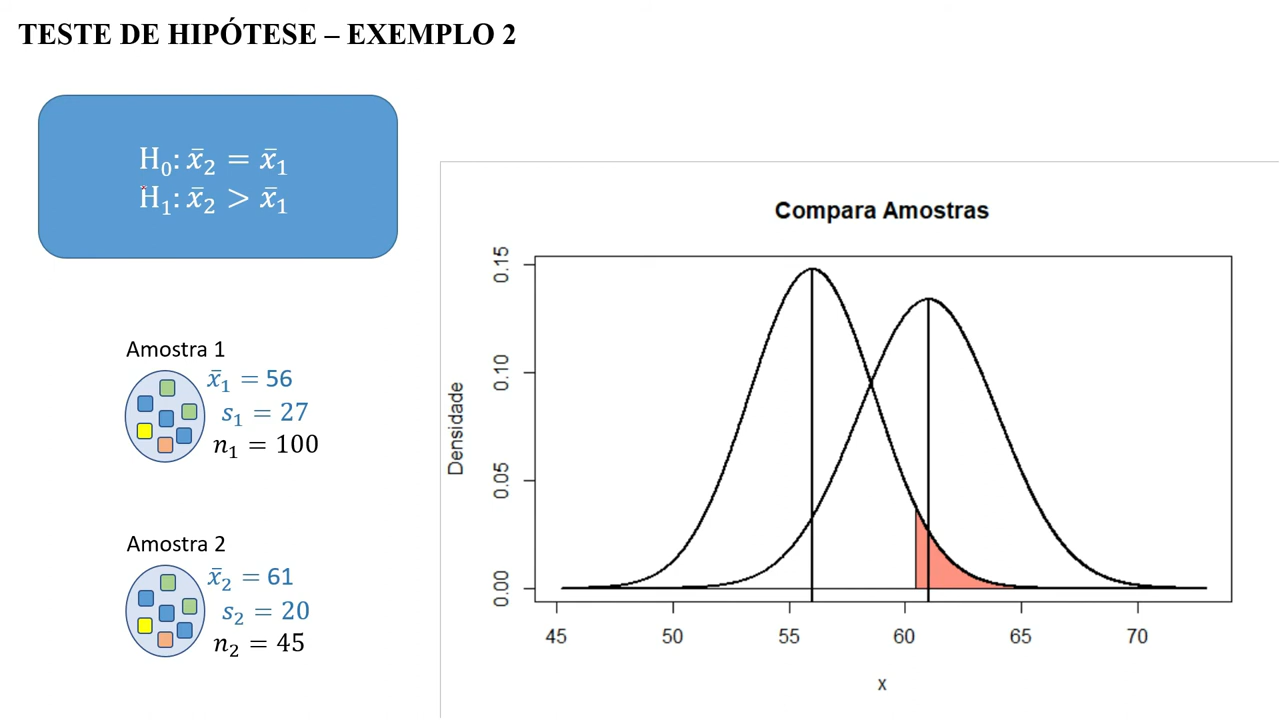 TESTE DE HIPÓTESE – EXEMPLO 2
H₀: x̄₂ = x̄₁
H₁: x̄₂ > x̄₁
Amostra 1
x̄₁ = 56
s₁ = 27
n₁ = 100
Amostra 2
x̄₂ = 61
s₂ = 20
n₂ = 45
Compara Amostras
Densidade
0.15
0.10
0.05
0.00
45 50 55 60 65 70
x